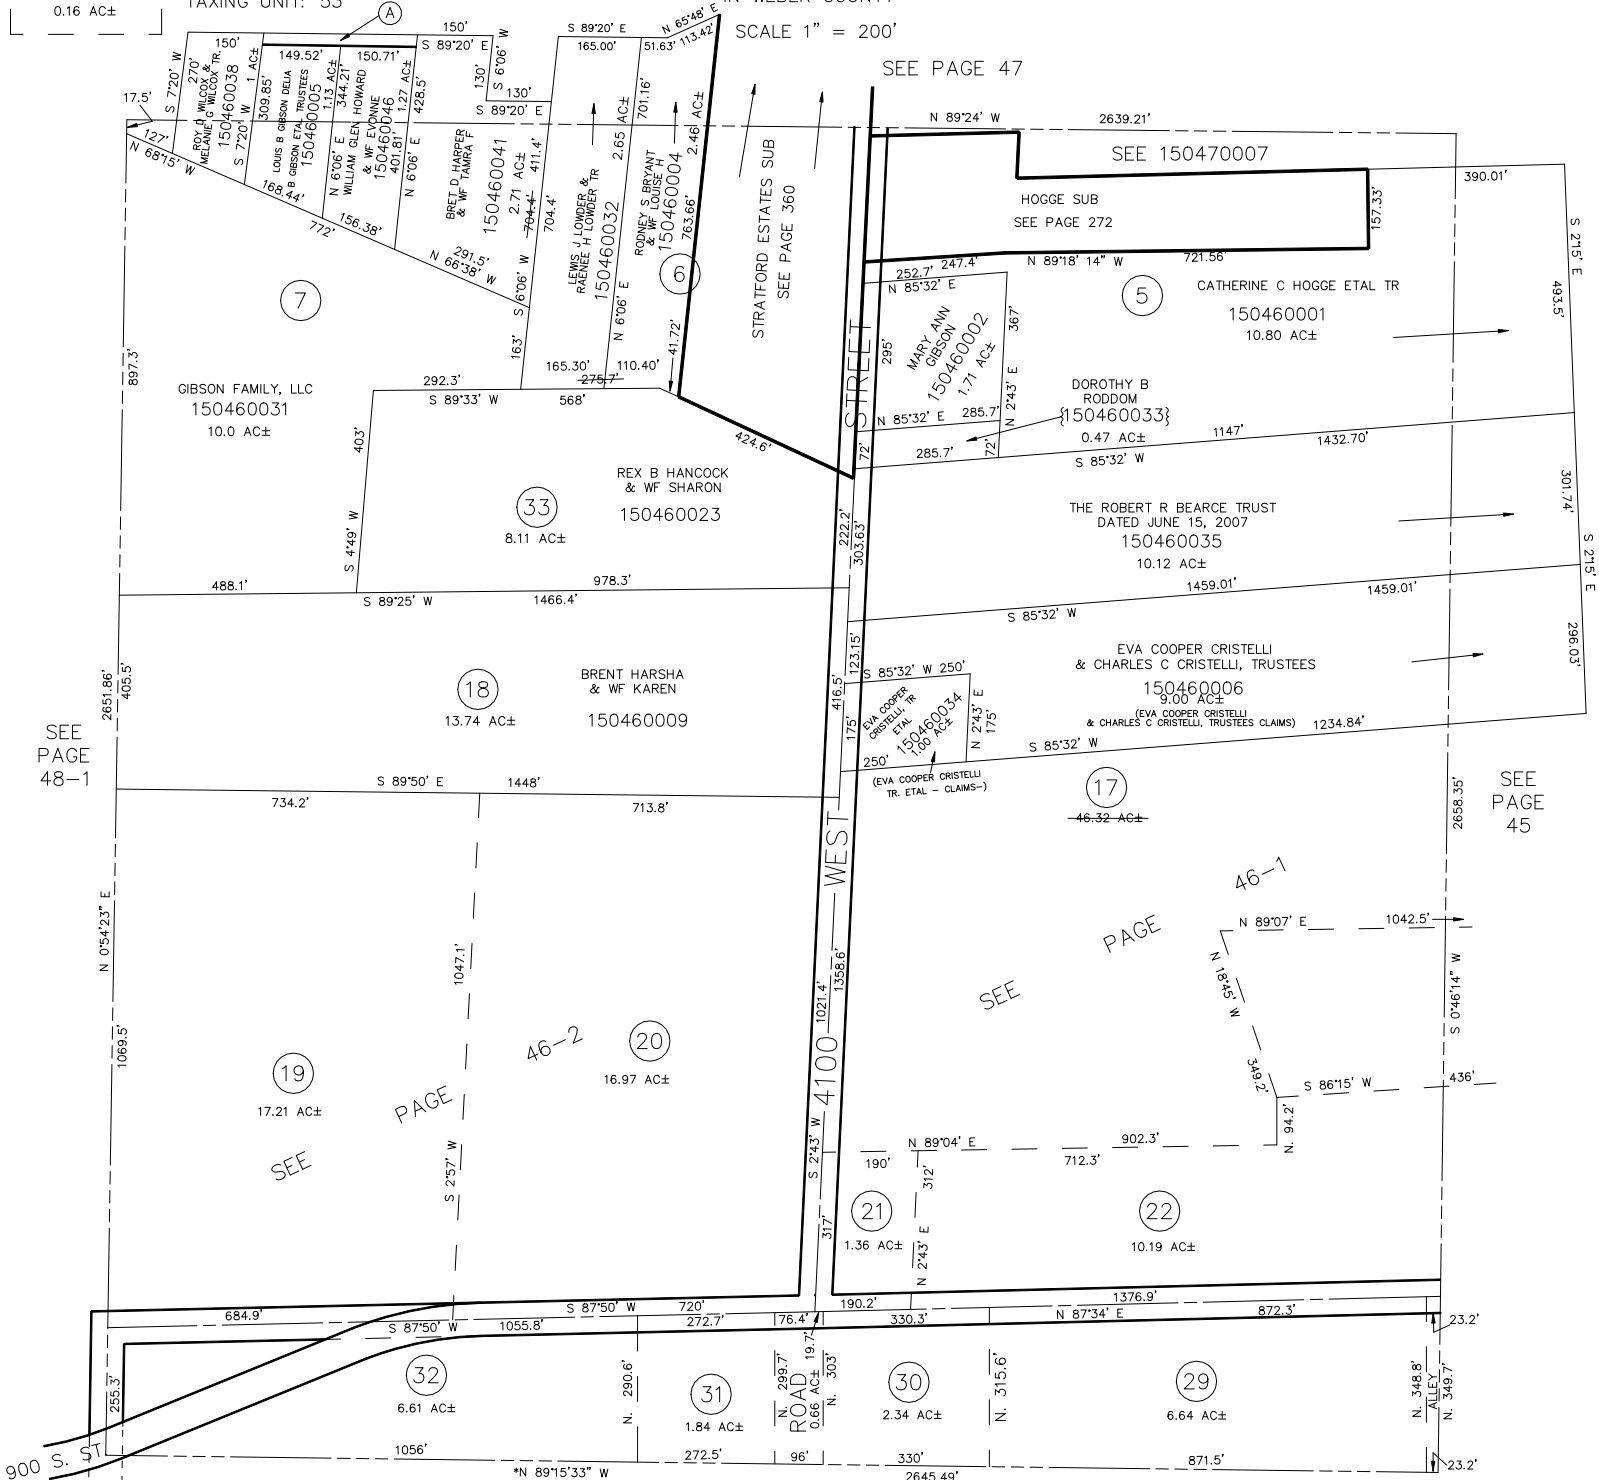 0.16 AC±
TAXING UNIT: 53
IN WEBER COUNTY
SCALE 1" = 200'
SEE PAGE 47
A
150'
150'
149.52'
150.71'
S 89°20' E
S 7°20' W
270'
ROY D WILCOX &
MELANIE G WILCOX TR.
150460038
1 AC±
309.85'
S 7°20' W
LOUIS B GIBSON DELIA
B GIBSON ETAL TRUSTEES
150460005
1.13 AC±
344.21'
N 6°06' E
WILLIAM GLEN HOWARD
& WF EVONNE
150460046
401.81'
1.27 AC±
428.5'
N 6°06' E
130'
S 6°06' W
130'
S 89°20' E
17.5'
127'
N 68°15' W
168.44'
772'
156.38'
291.5'
N 66°38' W
BRET D HARPER
& WF TAMRA F
150460041
2.71 AC±
704.4'
411.4'
704.4'
S 6°06' W
163'
S 89°20' E
165.00'
51.63'
N 65°48' E
113.42'
LEWIS J LOWDER &
RAENEE H LOWDER TR
150460032
2.65 AC±
701.16'
N 6°06' E
RODNEY S BRYANT
& WF LOUISE H
150460004
2.46 AC±
763.66'
6
41.72'
165.30'
110.40'
275.7'
STRATFORD ESTATES SUB
SEE PAGE 360
N 89°24' W
2639.21'
SEE 150470007
HOGGE SUB
SEE PAGE 272
157.33'
390.01'
S 2°15' E
493.5'
247.4'
N 89°18' 14" W
721.56'
252.7'
N 85°32' E
5
CATHERINE C HOGGE ETAL TR
150460001
10.80 AC±
MARY ANN
GIBSON
150460002
1.71 AC±
295'
367'
N 2°43' E
N 85°32' E
285.7'
DOROTHY B
RODDOM
{150460033}
0.47 AC±
72'
285.7'
72'
1147'
1432.70'
S 85°32' W
7
897.3'
GIBSON FAMILY, LLC
150460031
10.0 AC±
292.3'
S 89°33' W
568'
403'
S 4°49' W
424.6'
REX B HANCOCK
& WF SHARON
150460023
33
8.11 AC±
222.2'
303.63'
THE ROBERT R BEARCE TRUST
DATED JUNE 15, 2007
150460035
10.12 AC±
301.74'
S 2°15' E
1459.01'
1459.01'
S 85°32' W
488.1'
978.3'
S 89°25' W
1466.4'
2651.86'
405.5'
18
13.74 AC±
BRENT HARSHA
& WF KAREN
150460009
123.15'
416.5'
175'
S 85°32' W 250'
EVA COOPER
CRISTELLI, TR
ETAL
150460034
1.00 AC±
N 2°43' E
175'
250'
(EVA COOPER CRISTELLI
TR. ETAL - CLAIMS-)
EVA COOPER CRISTELLI
& CHARLES C CRISTELLI, TRUSTEES
150460006
9.00 AC±
(EVA COOPER CRISTELLI
& CHARLES C CRISTELLI, TRUSTEES CLAIMS)
296.03'
1234.84'
S 85°32' W
SEE
PAGE
48-1
S 89°50' E
1448'
734.2'
713.8'
17
46.32 AC±
SEE
PAGE
45
2658.35'
SEE PAGE 46-1
N 89°07' E
1042.5'
N 18°45' W
349.2'
S 0°46'14" W
S 86°15' W
436'
N. 94.2'
N 0°54'23" E
1069.5'
1047.1'
S 2°57' W
SEE PAGE 46-2
19
17.21 AC±
20
16.97 AC±
4100 WEST STREET
1021.4'
1358.6'
S 2°43' W
317'
N 89°04' E
902.3'
190'
712.3'
312'
N 2°43' E
21
1.36 AC±
22
10.19 AC±
684.9'
S 87°50' W
720'
190.2'
1376.9'
S 87°50' W
1055.8'
272.7'
76.4'
330.3'
N 87°34' E
872.3'
23.2'
255.3'
32
6.61 AC±
N. 290.6'
31
1.84 AC±
N. 299.7'
ROAD
0.66 AC±
19.7'
N. 303'
30
2.34 AC±
N. 315.6'
29
6.64 AC±
N. 348.8'
ALLEY
N. 349.7'
900 S. ST
1056'
272.5'
96'
330'
871.5'
23.2'
*N 89°15'33" W
2645.49'